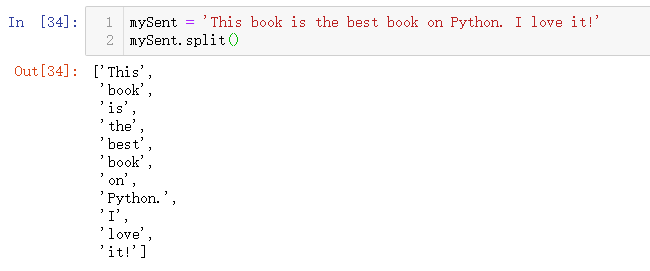 In [34]: 1 mySent = 'This book is the best book on Python. I love it!'
2 mySent.split()
Out[34]: ['This',
'book',
'is',
'the',
'best',
'book',
'on',
'Python.',
'I',
'love',
'it!']